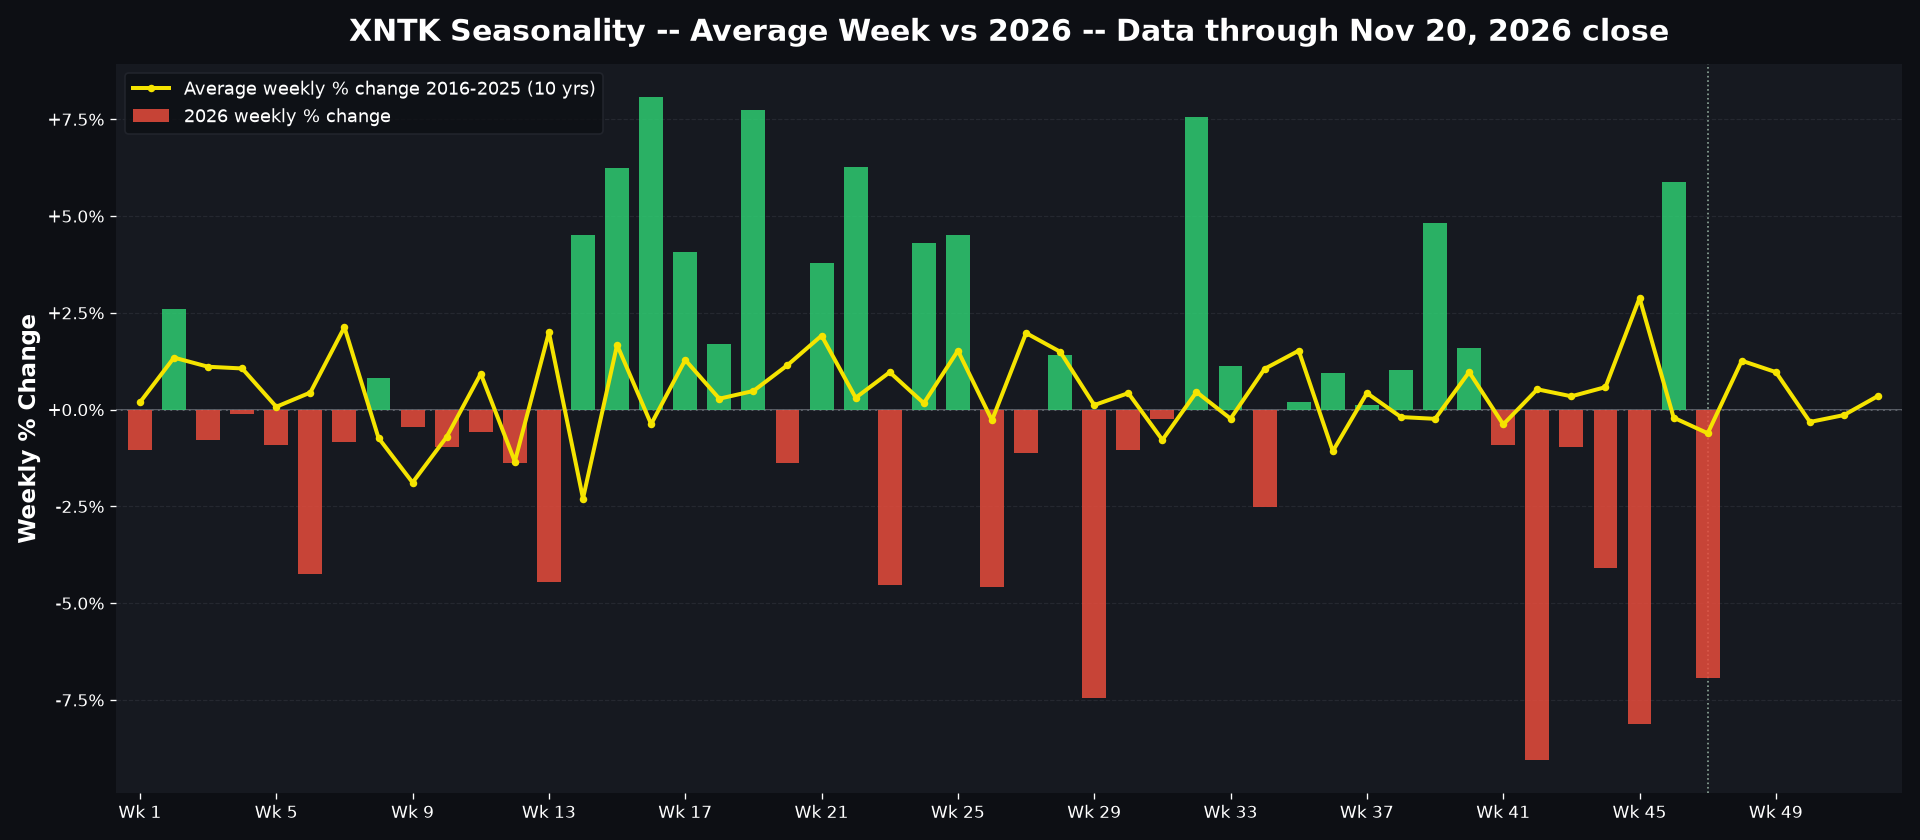 XNTK Seasonality -- Average Week vs 2026 -- Data through Nov 20, 2026 close
Average weekly % change 2016-2025 (10 yrs)
2026 weekly % change
Weekly % Change
+7.5%
+5.0%
+2.5%
+0.0%
-2.5%
-5.0%
-7.5%
Wk 1 Wk 5 Wk 9 Wk 13 Wk 17 Wk 21 Wk 25 Wk 29 Wk 33 Wk 37 Wk 41 Wk 45 Wk 49